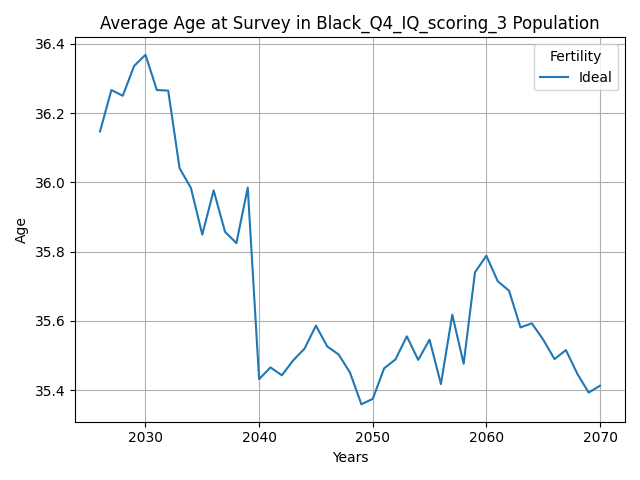 Average Age at Survey in Black_Q4_IQ_scoring_3 Population
Fertility
Ideal
36.4
36.2
36.0
35.8
35.6
35.4
Age
2030
2040
2050
2060
2070
Years